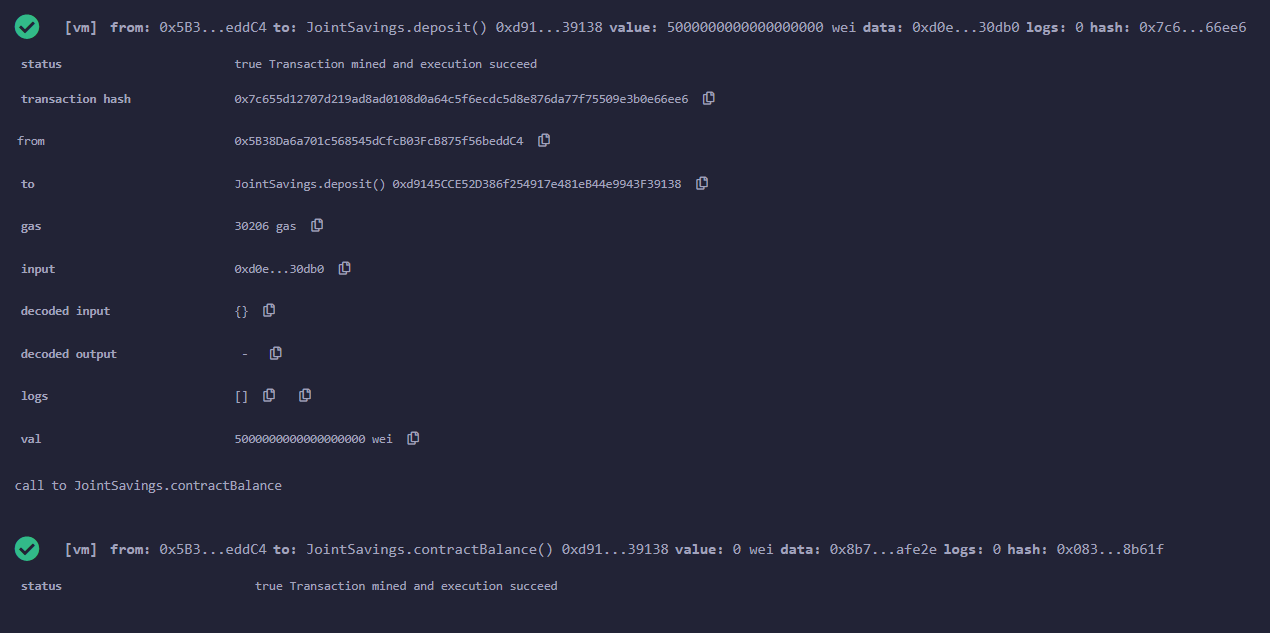 [vm] from: 0x5B3...eddC4 to: JointSavings.deposit() 0xd91...39138 value: 5000000000000000000 wei data: 0xd0e...30db0 logs: 0 hash: 0x7c6...66ee6
status true Transaction mined and execution succeed
transaction hash 0x7c655d12707d219ad8ad0108d0a64c5f6ecdc5d8e876da77f75509e3b0e66ee6
from 0x5B38Da6a701c568545dCfcB03FcB875f56beddC4
to JointSavings.deposit() 0xd9145CCE52D386f254917e481eB44e9943F39138
gas 30206 gas
input 0xd0e...30db0
decoded input {}
decoded output -
logs []
val 5000000000000000000 wei
call to JointSavings.contractBalance
[vm] from: 0x5B3...eddC4 to: JointSavings.contractBalance() 0xd91...39138 value: 0 wei data: 0x8b7...afe2e logs: 0 hash: 0x083...8b61f
status true Transaction mined and execution succeed